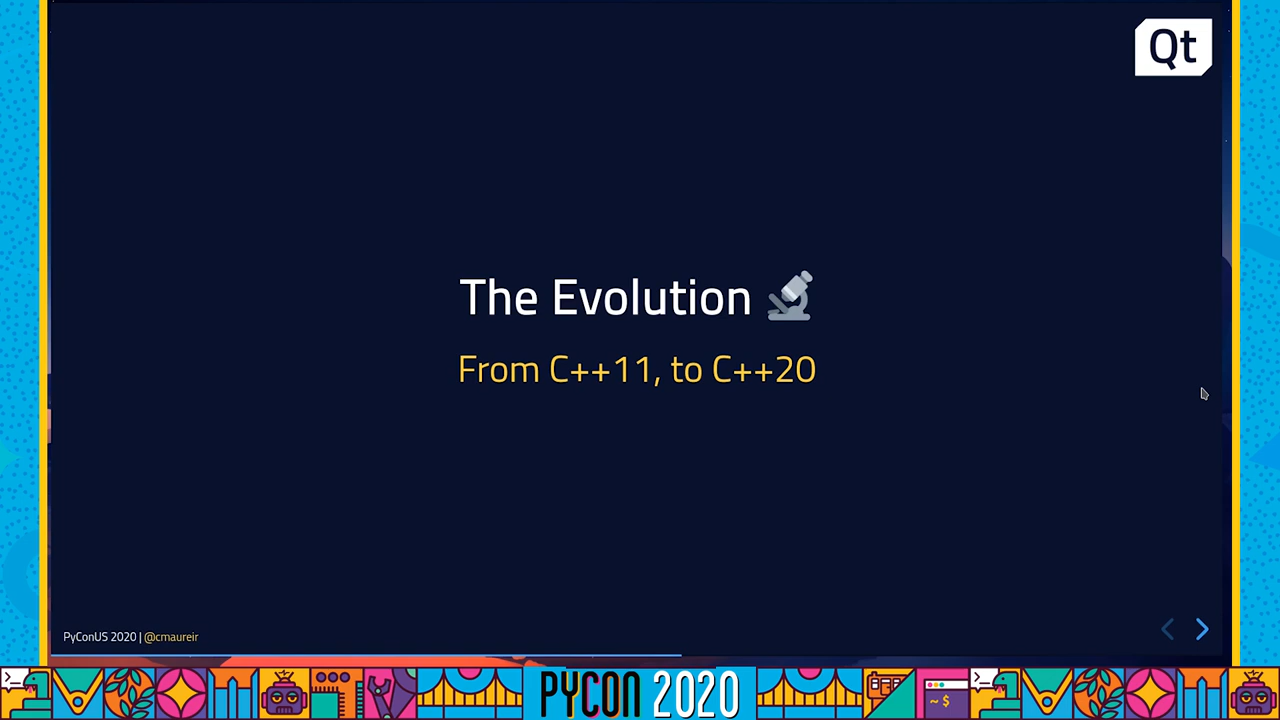 Qt
The Evolution
From C++11, to C++20
PyConUS 2020 | @cmaureir
PYCON 2020
>_
~ $
>_